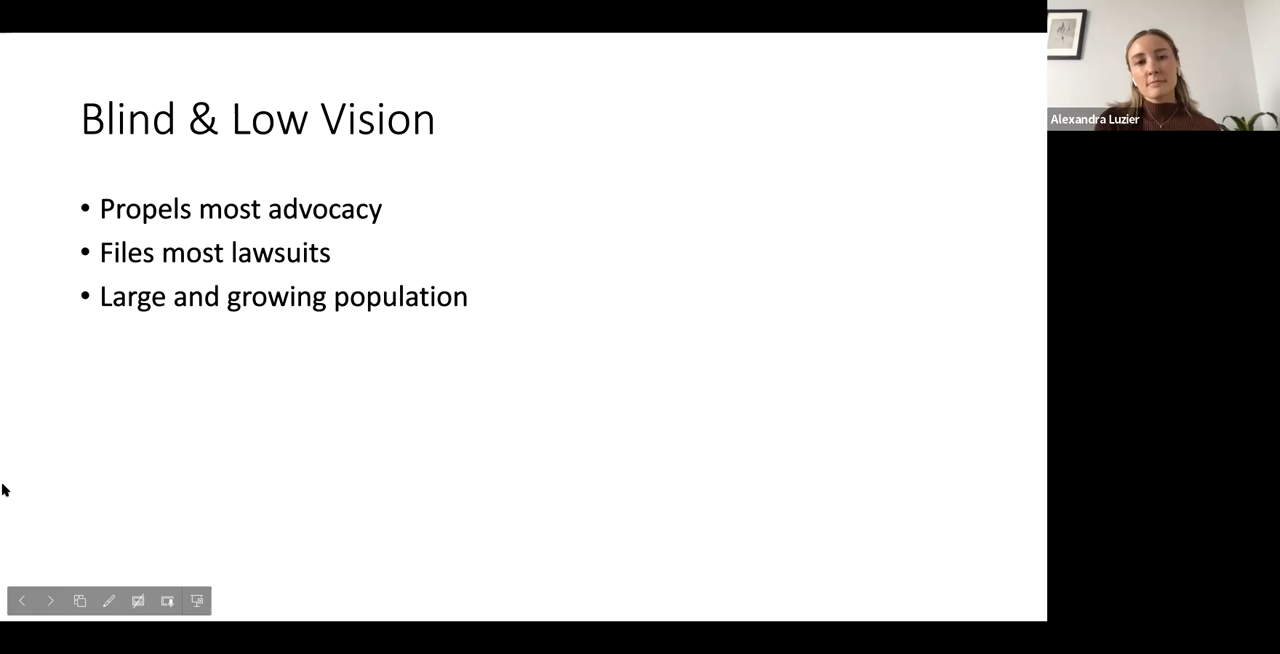 Blind & Low Vision
• Propels most advocacy
• Files most lawsuits
• Large and growing population
Alexandra Luzier